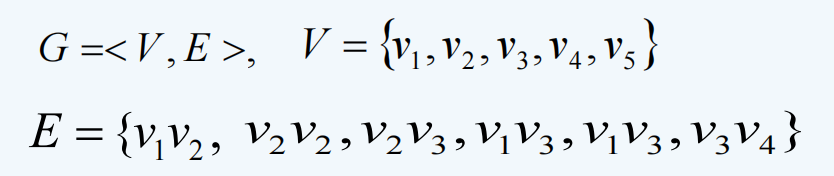 G =< V , E >, V = {v₁, v₂, v₃, v₄, v₅}
E = {v₁v₂, v₂v₂, v₂v₃, v₁v₃, v₁v₃, v₃v₄}